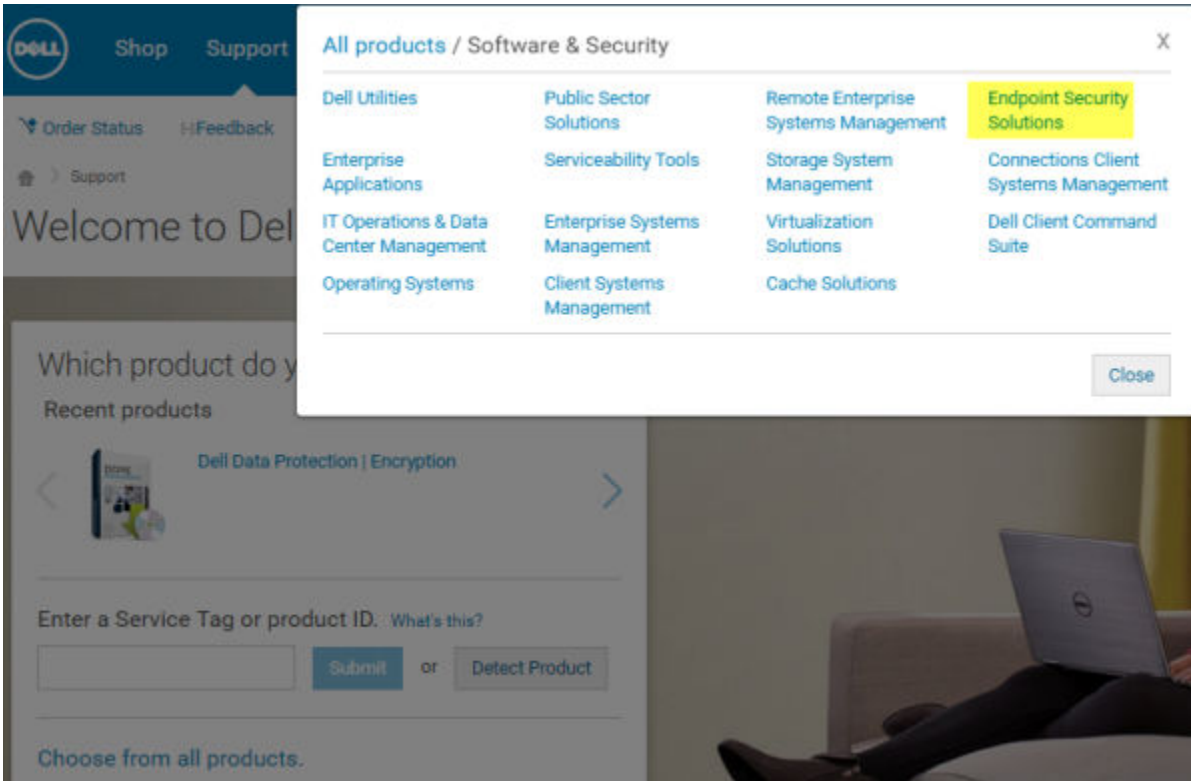 DELL
Shop
Support
Order Status
Feedback
Support
Welcome to Del
All products / Software & Security
X
Dell Utilities
Public Sector
Solutions
Remote Enterprise
Systems Management
Endpoint Security
Solutions
Enterprise
Applications
Serviceability Tools
Storage System
Management
Connections Client
Systems Management
IT Operations & Data
Center Management
Enterprise Systems
Management
Virtualization
Solutions
Dell Client Command
Suite
Operating Systems
Client Systems
Management
Cache Solutions
Close
Which product do y
Recent products
Dell Data Protection | Encryption
Enter a Service Tag or product ID. What's this?
Submit or Detect Product
Choose from all products.